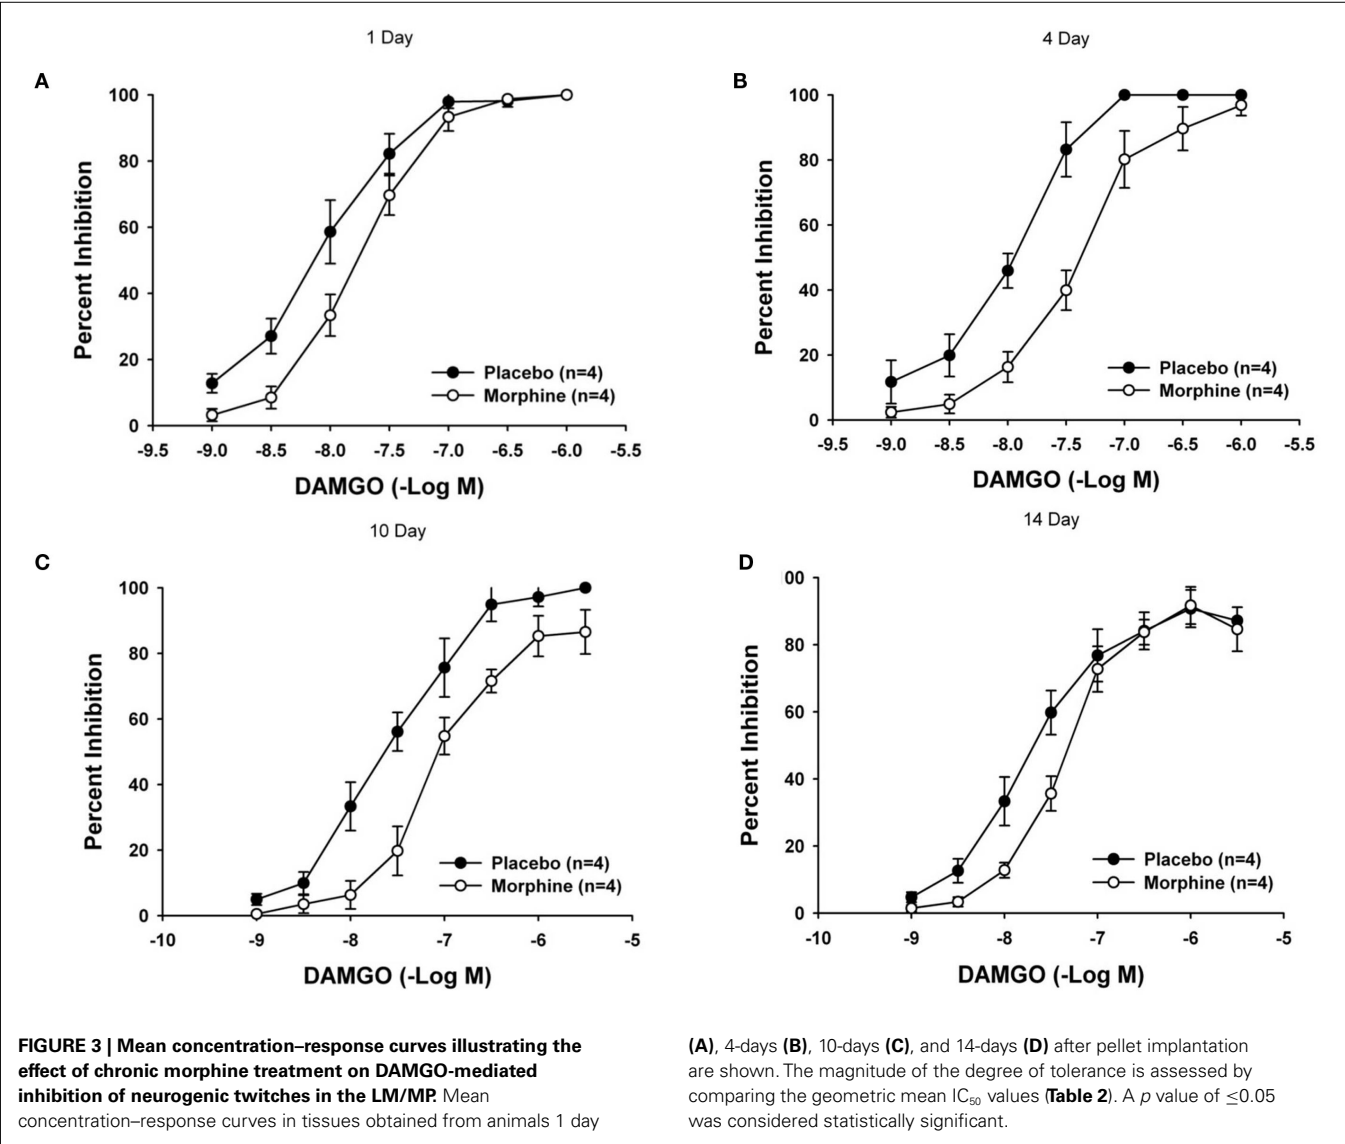 1 Day
A
100
80
60
40
20
0
Percent Inhibition
Placebo (n=4)
Morphine (n=4)
-9.5 -9.0 -8.5 -8.0 -7.5 -7.0 -6.5 -6.0 -5.5
DAMGO (-Log M)
4 Day
B
100
80
60
40
20
0
Percent Inhibition
Placebo (n=4)
Morphine (n=4)
-9.5 -9.0 -8.5 -8.0 -7.5 -7.0 -6.5 -6.0 -5.5
DAMGO (-Log M)
10 Day
C
100
80
60
40
20
0
Percent Inhibition
Placebo (n=4)
Morphine (n=4)
-10 -9 -8 -7 -6 -5
DAMGO (-Log M)
14 Day
D
00
80
60
40
20
0
Percent Inhibition
Placebo (n=4)
Morphine (n=4)
-10 -9 -8 -7 -6 -5
DAMGO (-Log M)
FIGURE 3 | Mean concentration–response curves illustrating the
effect of chronic morphine treatment on DAMGO-mediated
inhibition of neurogenic twitches in the LM/MP. Mean
concentration–response curves in tissues obtained from animals 1 day
(A), 4-days (B), 10-days (C), and 14-days (D) after pellet implantation
are shown. The magnitude of the degree of tolerance is assessed by
comparing the geometric mean IC50 values (Table 2). A p value of ≤0.05
was considered statistically significant.